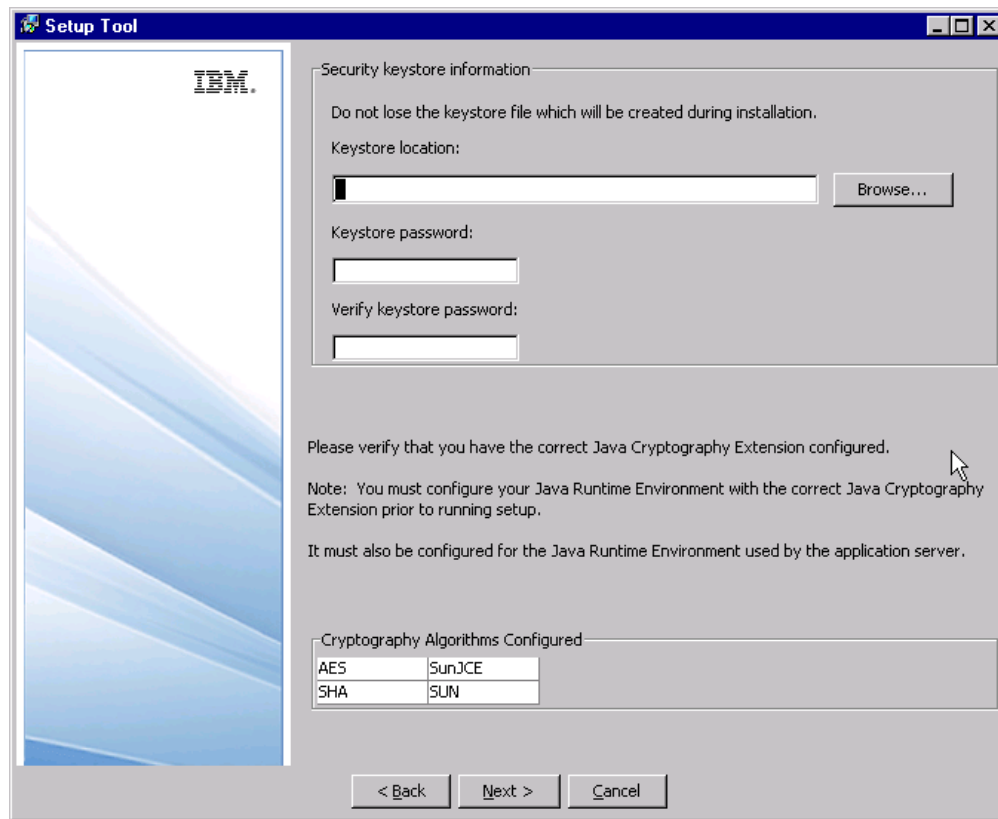 Setup Tool
IBM.
Security keystore information
Do not lose the keystore file which will be created during installation.
Keystore location:
Browse...
Keystore password:
Verify keystore password:
Please verify that you have the correct Java Cryptography Extension configured.
Note:  You must configure your Java Runtime Environment with the correct Java Cryptography
Extension prior to running setup.
It must also be configured for the Java Runtime Environment used by the application server.
Cryptography Algorithms Configured
AES SunJCE
SHA SUN
< Back Next > Cancel